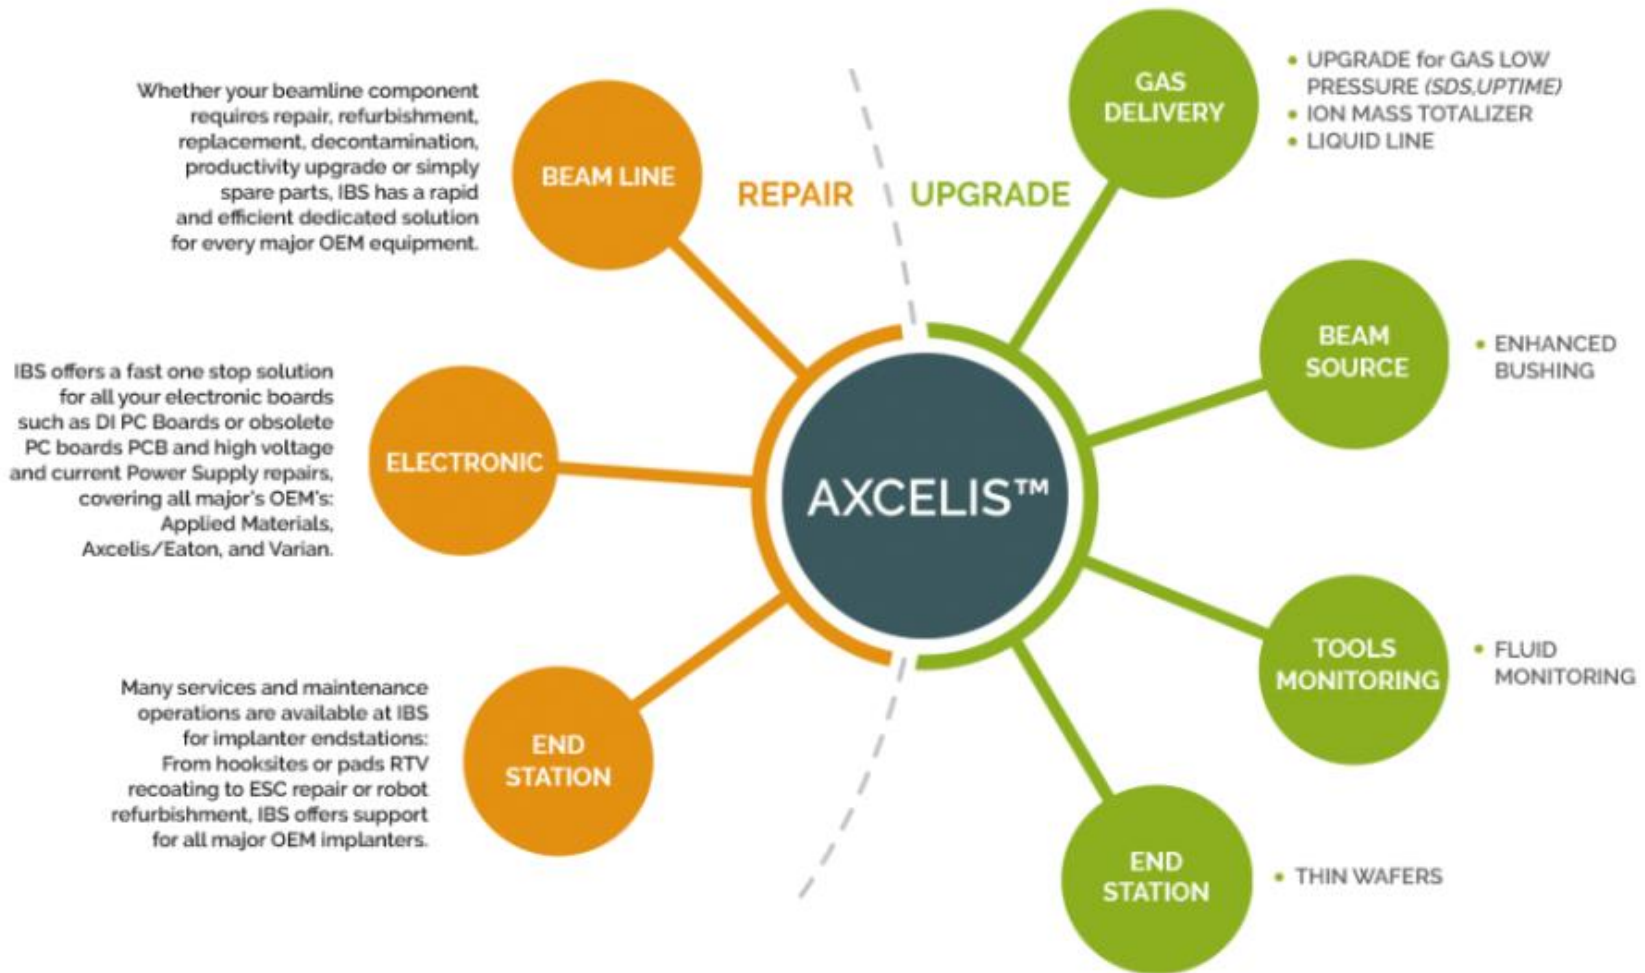 Whether your beamline component
requires repair, refurbishment,
replacement, decontamination,
productivity upgrade or simply
spare parts, IBS has a rapid
and efficient dedicated solution
for every major OEM equipment.
BEAM LINE
REPAIR
IBS offers a fast one stop solution
for all your electronic boards
such as DI PC Boards or obsolete
PC boards PCB and high voltage
and current Power Supply repairs,
covering all major's OEM's:
Applied Materials,
Axcelis/Eaton, and Varian.
ELECTRONIC
Many services and maintenance
operations are available at IBS
for implanter endstations:
From hooksites or pads RTV
recoating to ESC repair or robot
refurbishment, IBS offers support
for all major OEM implanters.
END
STATION
AXCELIS™
UPGRADE
GAS
DELIVERY
• UPGRADE for GAS LOW
PRESSURE (SDS,UPTIME)
• ION MASS TOTALIZER
• LIQUID LINE
BEAM
SOURCE
• ENHANCED
BUSHING
TOOLS
MONITORING
• FLUID
MONITORING
END
STATION
• THIN WAFERS